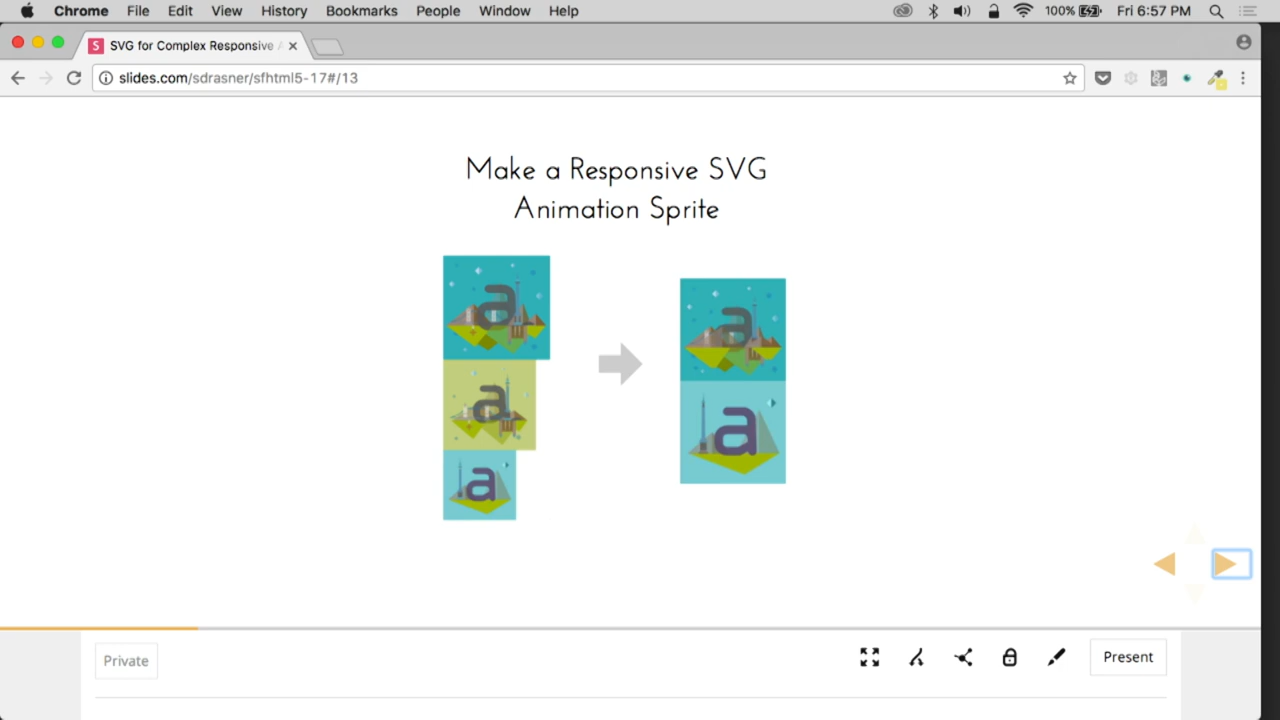 Chrome File Edit View History Bookmarks People Window Help 100% Fri 6:57 PM
S SVG for Complex Responsive
slides.com/sdrasner/sfhtml5-17#/13
Make a Responsive SVG
Animation Sprite
a
a
a
a
a
Private
Present